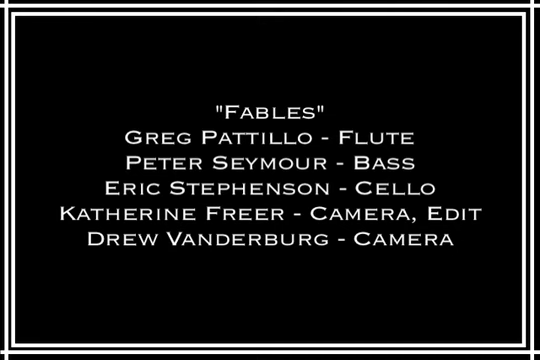 "Fables"
Greg Pattillo - Flute
Peter Seymour - Bass
Eric Stephenson - Cello
Katherine Freer - Camera, Edit
Drew Vanderburg - Camera